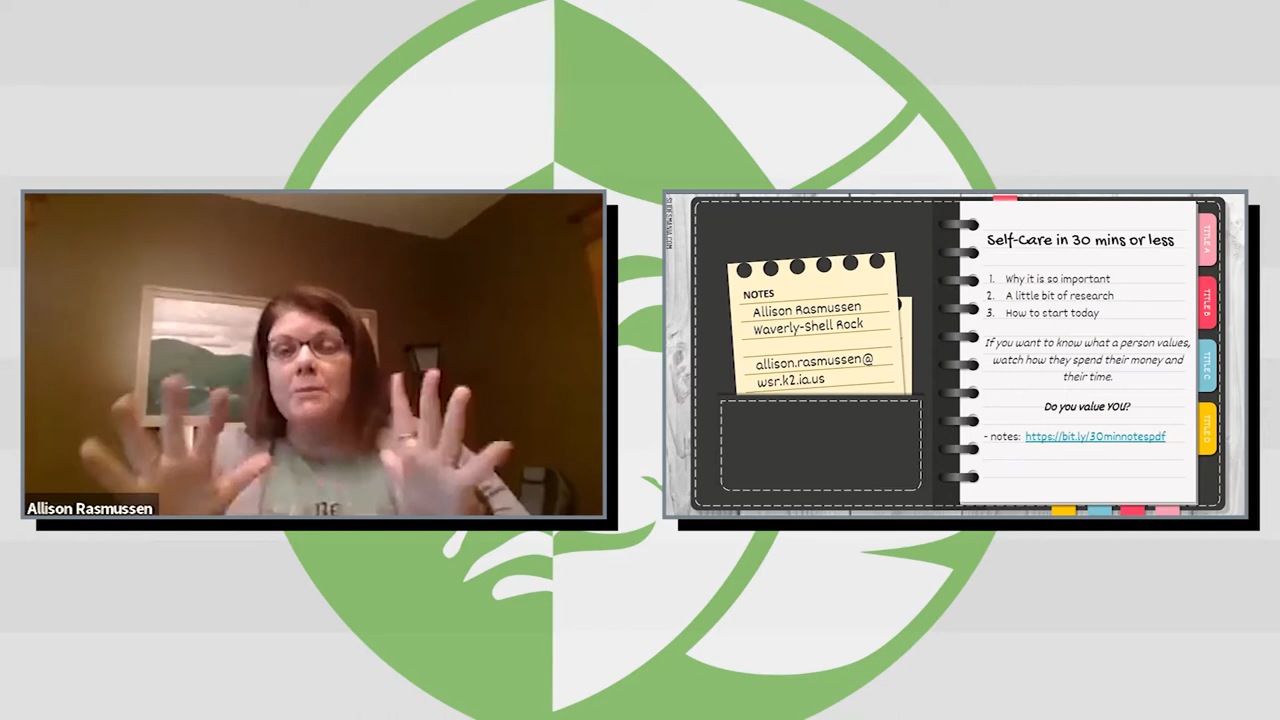 Allison Rasmussen
SLIDESMANIA.COM
NOTES
Allison Rasmussen
Waverly-Shell Rock
allison.rasmussen@
wsr.k2.ia.us
Self-Care in 30 mins or less
1. Why it is so important
2. A little bit of research
3. How to start today
If you want to know what a person values,
watch how they spend their money and
their time.
Do you value YOU?
- notes: https://bit.ly/30minnotespdf
TITLE A
TITLE B
TITLE C
TITLE D